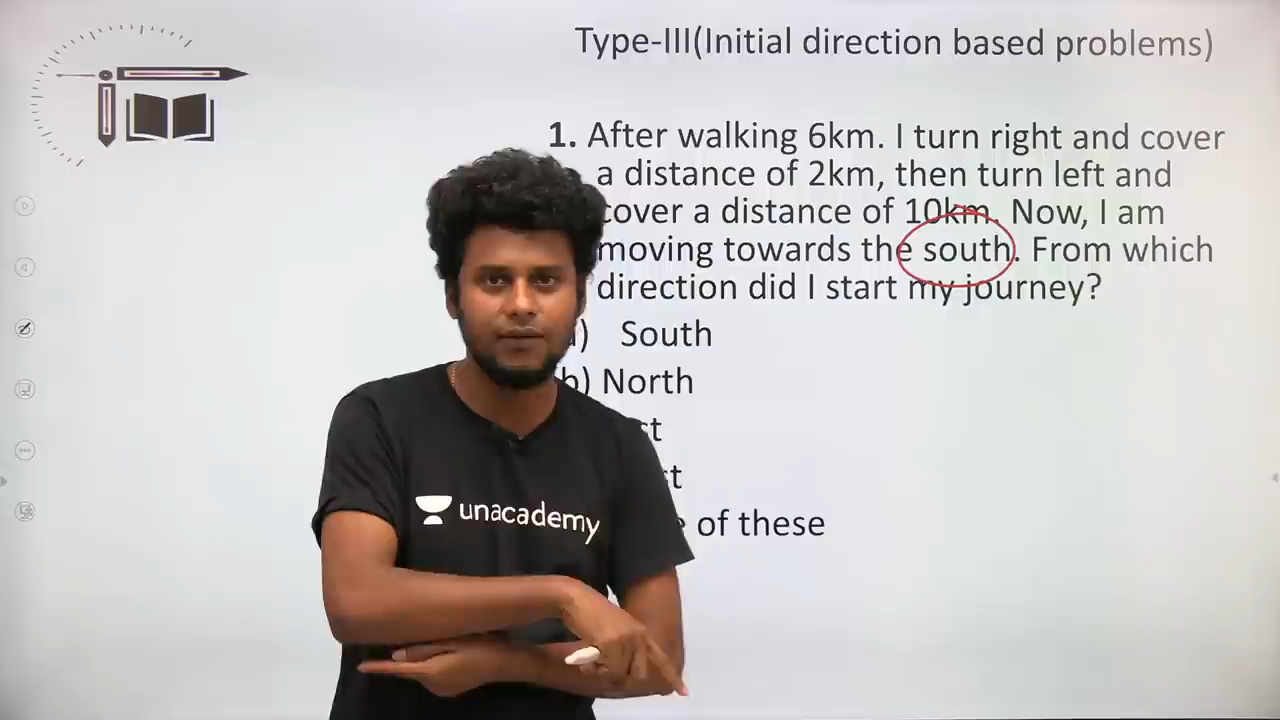 Type-III(Initial direction based problems)
1. After walking 6km. I turn right and cover
a distance of 2km, then turn left and
cover a distance of 10km. Now, I am
moving towards the south. From which
direction did I start my journey?
) South
b) North
st
st
of these
unacademy